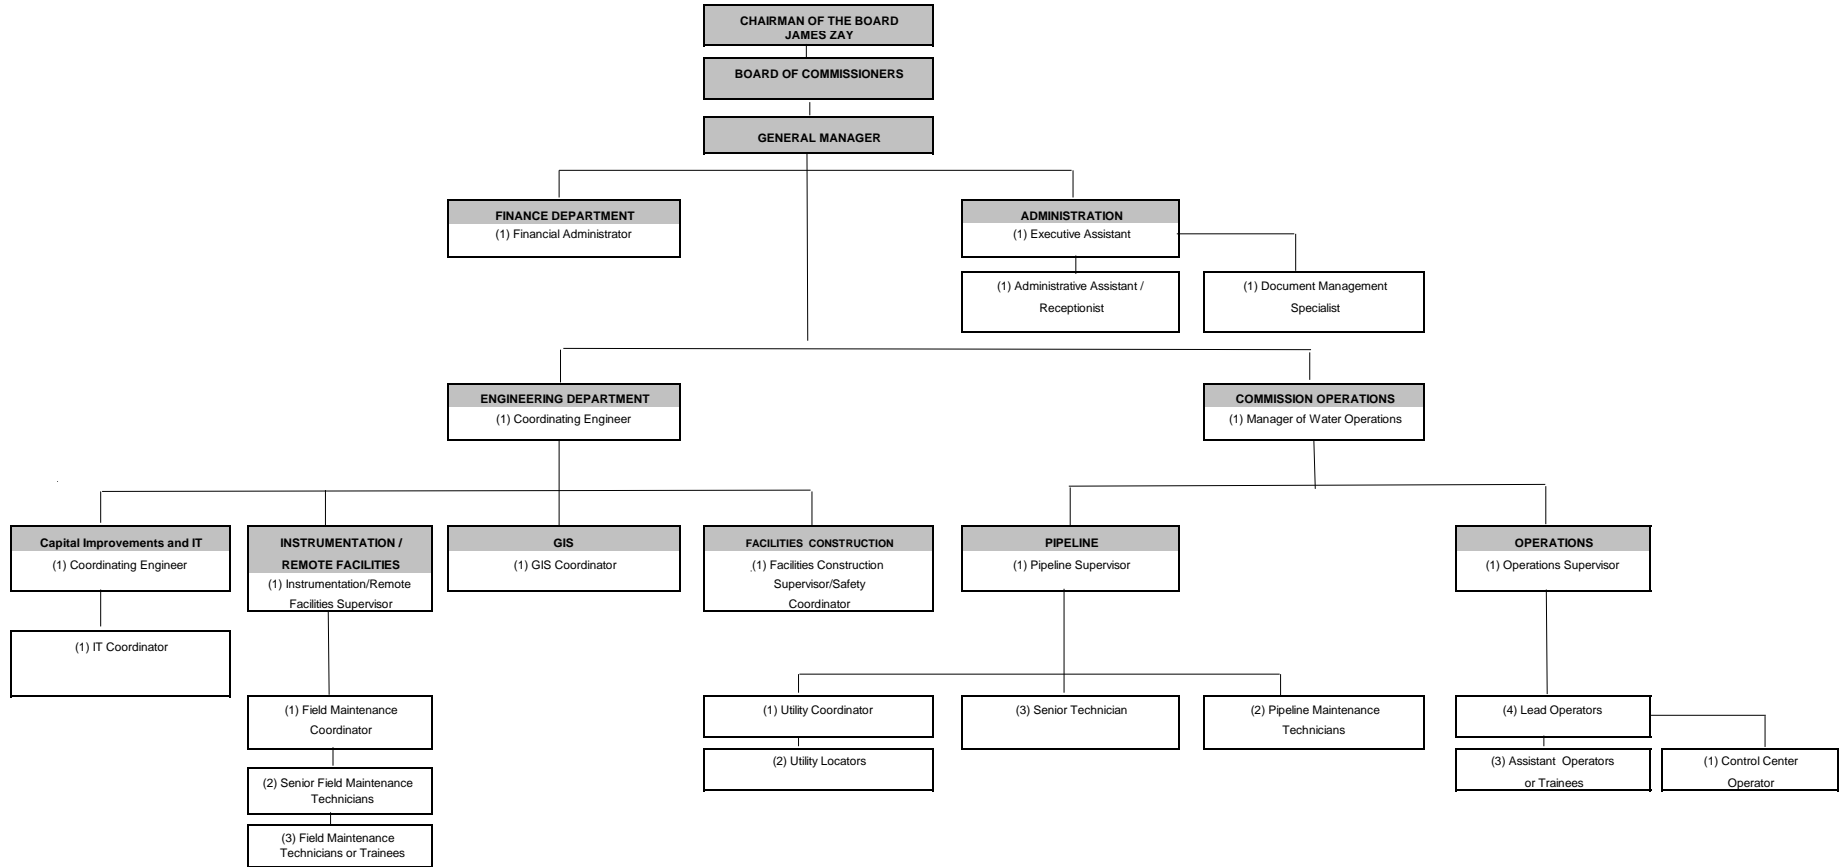 CHAIRMAN OF THE BOARD
JAMES ZAY
BOARD OF COMMISSIONERS
GENERAL MANAGER
FINANCE DEPARTMENT
(1) Financial Administrator
ADMINISTRATION
(1) Executive Assistant
(1) Administrative Assistant /
Receptionist
(1) Document Management
Specialist
ENGINEERING DEPARTMENT
(1) Coordinating Engineer
COMMISSION OPERATIONS
(1) Manager of Water Operations
Capital Improvements and IT
(1) Coordinating Engineer
(1) IT Coordinator
INSTRUMENTATION /
REMOTE FACILITIES
(1) Instrumentation/Remote
Facilities Supervisor
(1) Field Maintenance
Coordinator
(2) Senior Field Maintenance
Technicians
(3) Field Maintenance
Technicians or Trainees
GIS
(1) GIS Coordinator
FACILITIES CONSTRUCTION
(1) Facilities Construction
Supervisor/Safety
Coordinator
PIPELINE
(1) Pipeline Supervisor
(1) Utility Coordinator
(2) Utility Locators
(3) Senior Technician
(2) Pipeline Maintenance
Technicians
OPERATIONS
(1) Operations Supervisor
(4) Lead Operators
(3) Assistant Operators
or Trainees
(1) Control Center
Operator